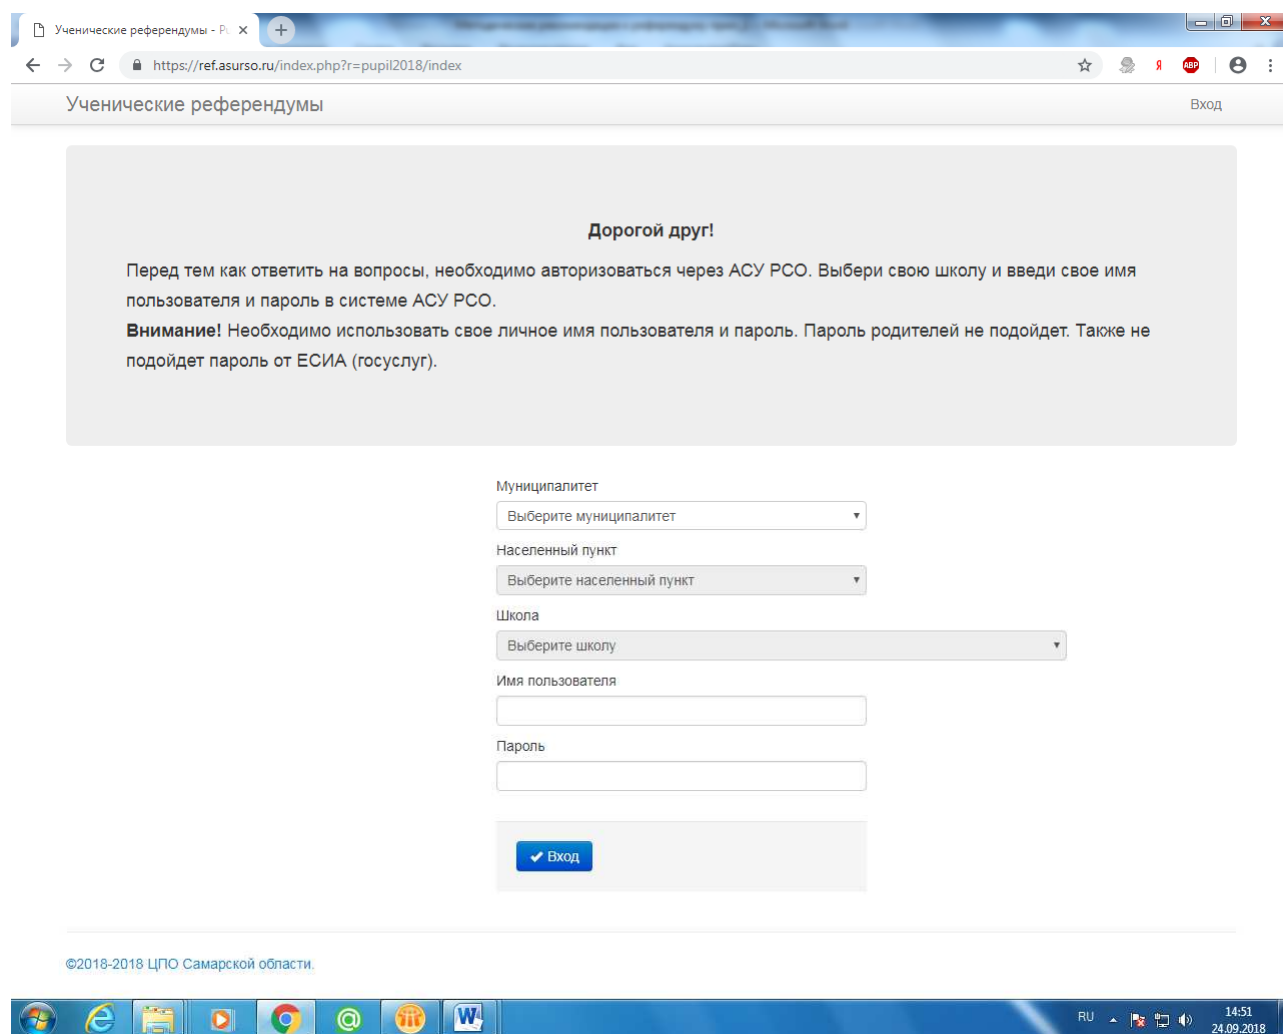 Ученические референдумы - Pu
https://ref.asurso.ru/index.php?r=pupil2018/index
Я ABP
Ученические референдумы Вход
Дорогой друг!
Перед тем как ответить на вопросы, необходимо авторизоваться через АСУ РСО. Выбери свою школу и введи свое имя
пользователя и пароль в системе АСУ РСО.
Внимание! Необходимо использовать свое личное имя пользователя и пароль. Пароль родителей не подойдет. Также не
подойдет пароль от ЕСИА (госуслуг).
Муниципалитет
Выберите муниципалитет
Населенный пункт
Выберите населенный пункт
Школа
Выберите школу
Имя пользователя
Пароль
Вход
©2018-2018 ЦПО Самарской области.
RU 14:51
24.09.2018